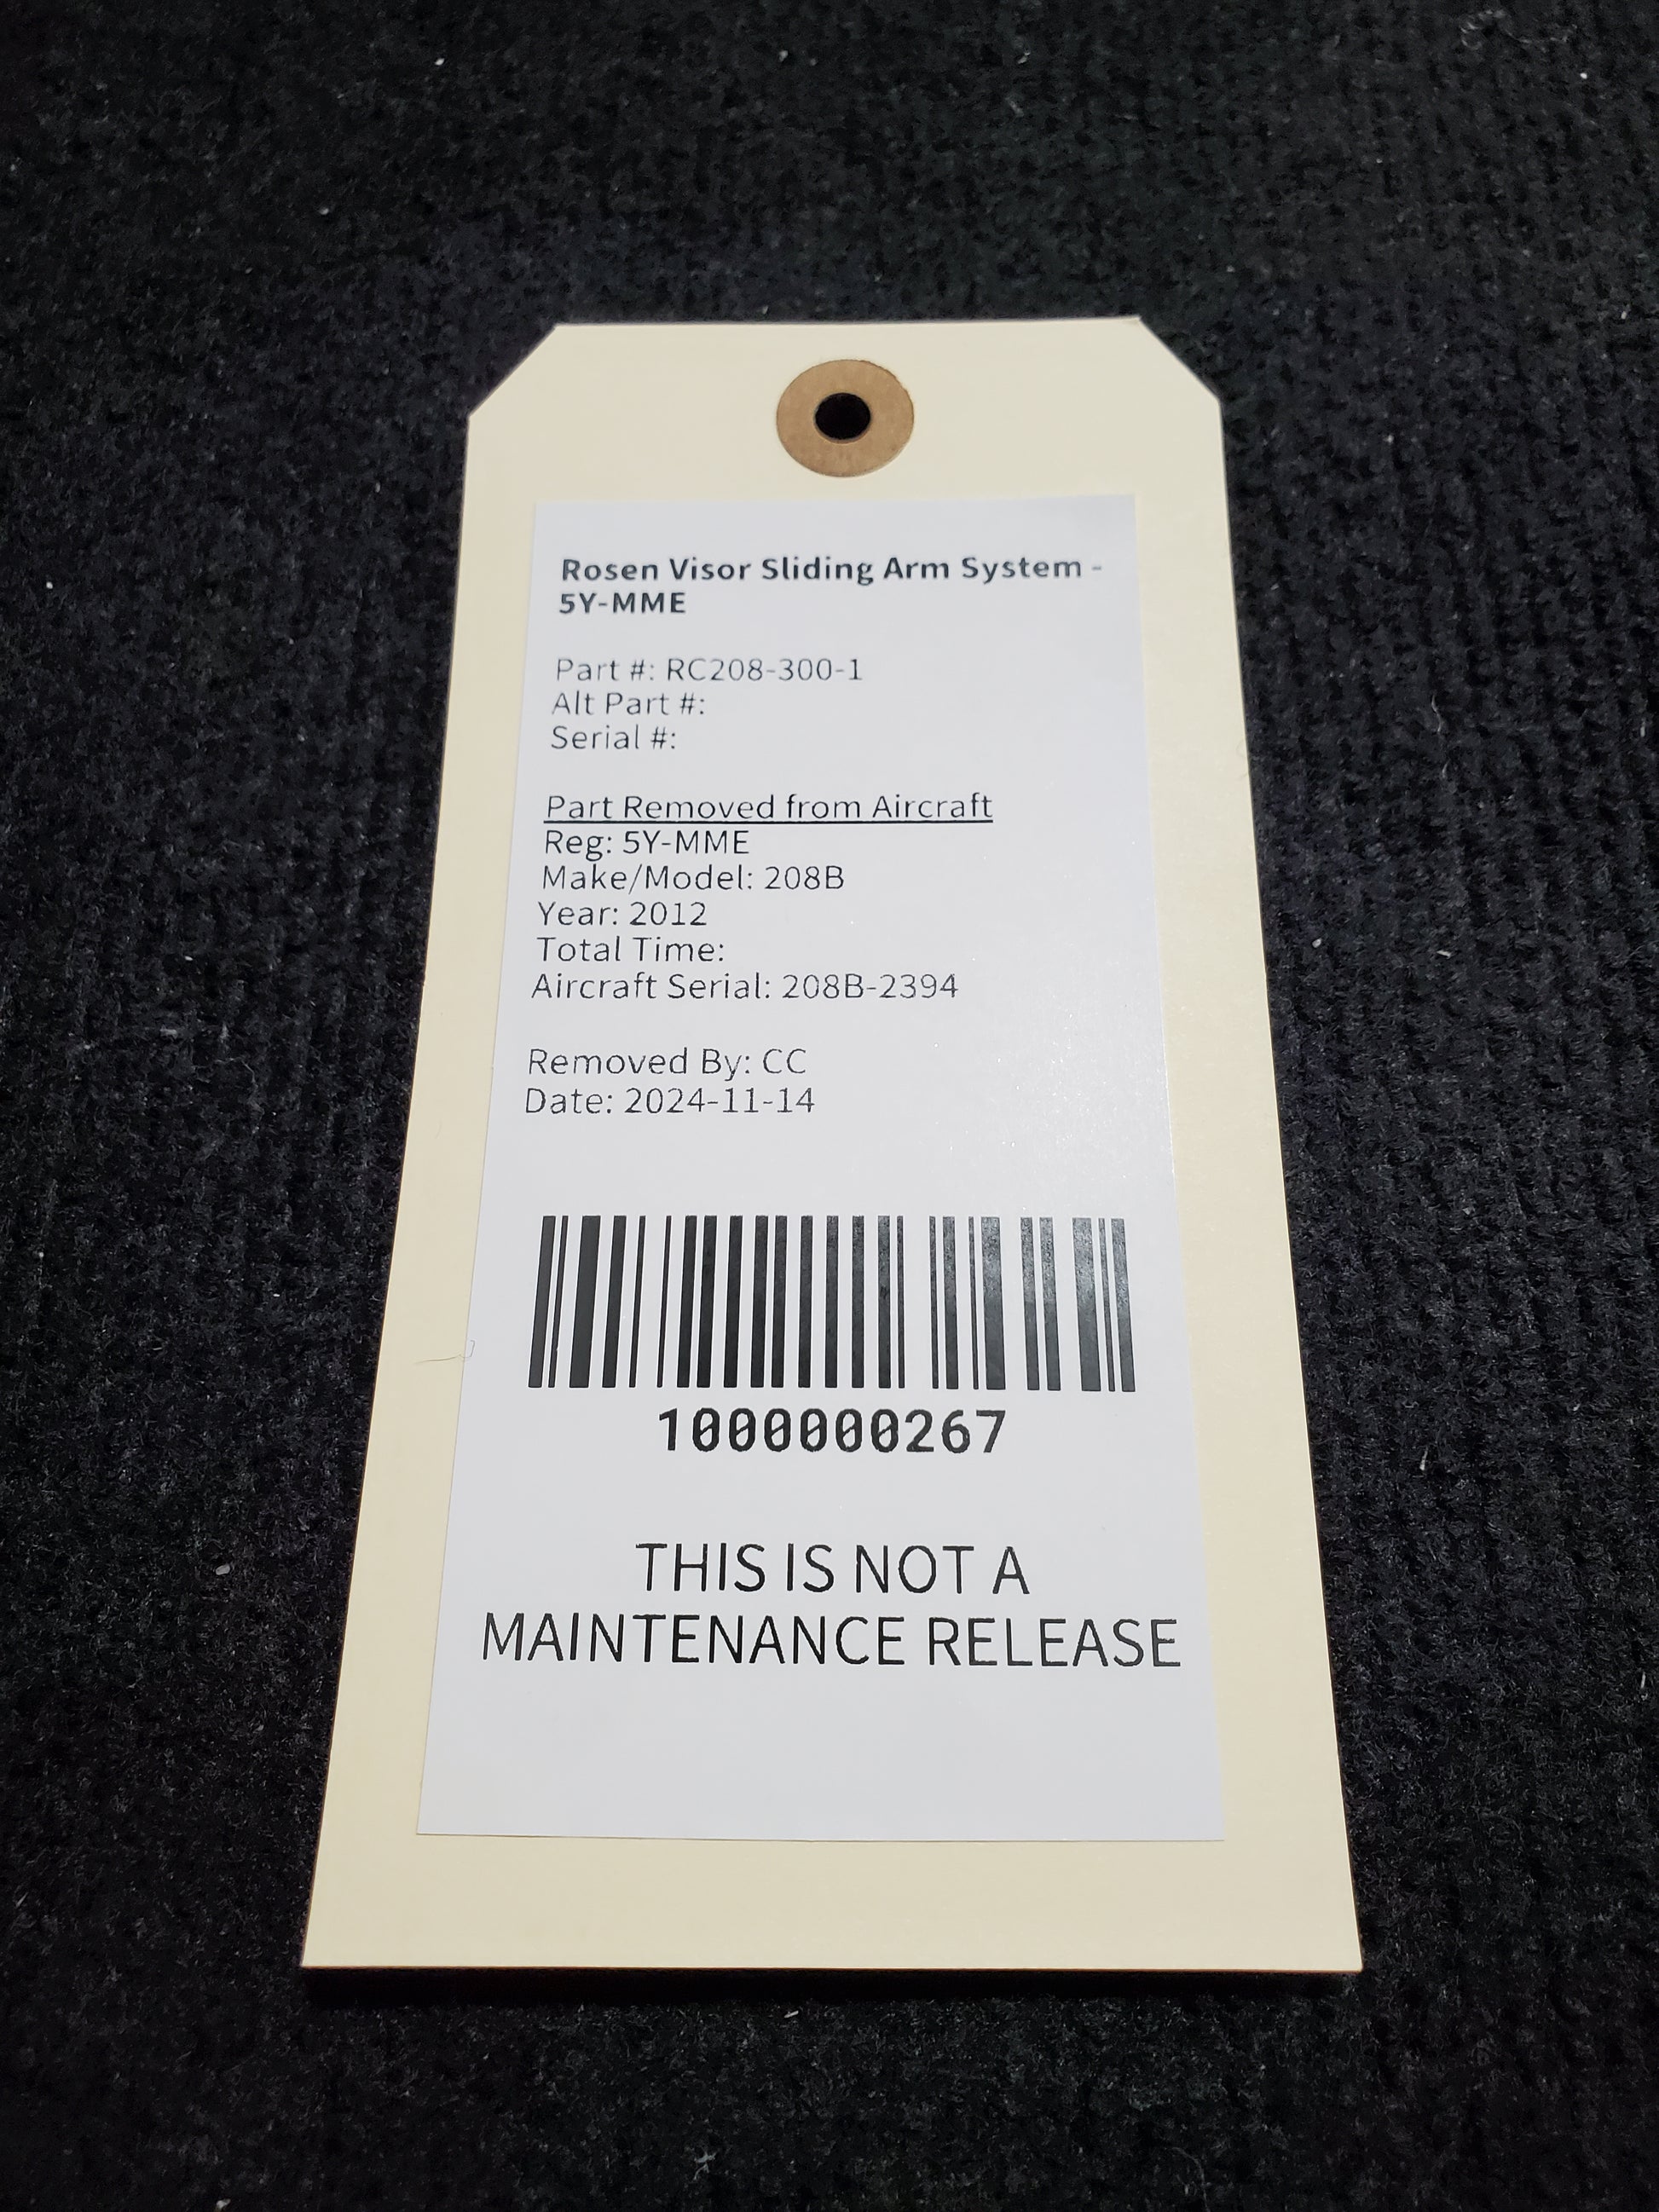 Rosen Visor Sliding Arm System -
5Y-MME
Part #: RC208-300-1
Alt Part #:
Serial #:
Part Removed from Aircraft
Reg: 5Y-MME
Make/Model: 208B
Year: 2012
Total Time:
Aircraft Serial: 208B-2394
Removed By: CC
Date: 2024-11-14
1000000267
THIS IS NOT A
MAINTENANCE RELEASE